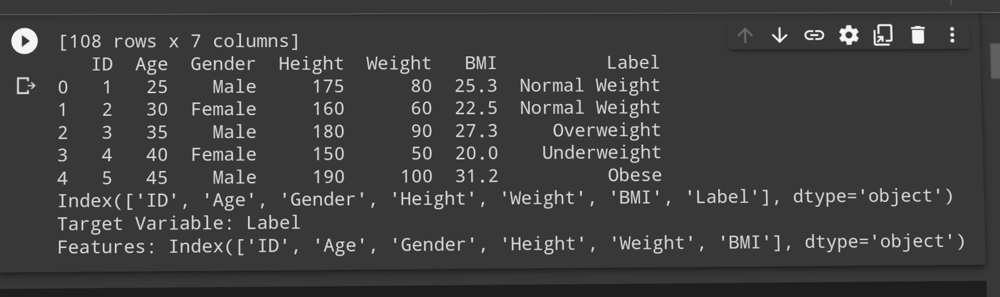 [108 rows x 7 columns]
   ID  Age  Gender  Height  Weight   BMI          Label
0   1   25    Male     175      80  25.3  Normal Weight
1   2   30  Female     160      60  22.5  Normal Weight
2   3   35    Male     180      90  27.3     Overweight
3   4   40  Female     150      50  20.0    Underweight
4   5   45    Male     190     100  31.2          Obese
Index(['ID', 'Age', 'Gender', 'Height', 'Weight', 'BMI', 'Label'], dtype='object')
Target Variable: Label
Features: Index(['ID', 'Age', 'Gender', 'Height', 'Weight', 'BMI'], dtype='object')